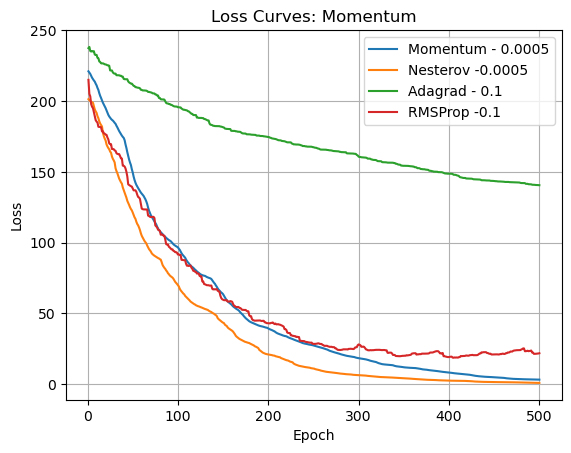 Loss Curves: Momentum
Momentum - 0.0005
Nesterov -0.0005
Adagrad - 0.1
RMSProp -0.1
250
200
150
100
50
0
Loss
0 100 200 300 400 500
Epoch